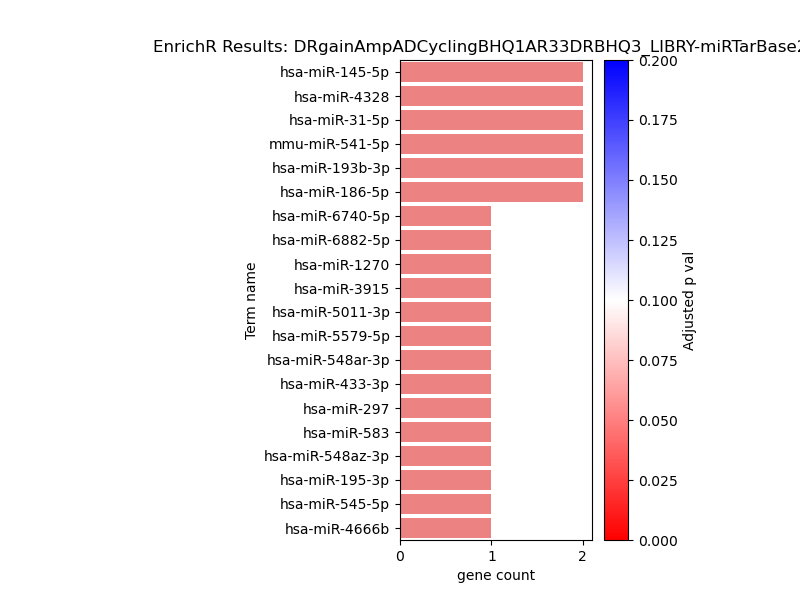 EnrichR Results: DRgainAmpADCyclingBHQ1AR33DRBHQ3_LIBRY-miRTarBase2
hsa-miR-145-5p
hsa-miR-4328
hsa-miR-31-5p
mmu-miR-541-5p
hsa-miR-193b-3p
hsa-miR-186-5p
hsa-miR-6740-5p
hsa-miR-6882-5p
hsa-miR-1270
hsa-miR-3915
hsa-miR-5011-3p
hsa-miR-5579-5p
hsa-miR-548ar-3p
hsa-miR-433-3p
hsa-miR-297
hsa-miR-583
hsa-miR-548az-3p
hsa-miR-195-3p
hsa-miR-545-5p
hsa-miR-4666b
Term name
0 1 2
gene count
0.200
0.175
0.150
0.125
0.100
0.075
0.050
0.025
0.000
Adjusted p val